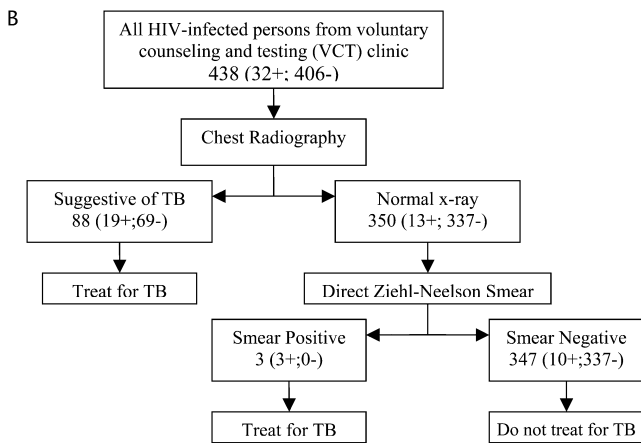 B
All HIV-infected persons from voluntary
counseling and testing (VCT) clinic
438 (32+; 406-)
Chest Radiography
Suggestive of TB
88 (19+;69-)
Normal x-ray
350 (13+; 337-)
Treat for TB
Direct Ziehl-Neelson Smear
Smear Positive
3 (3+;0-)
Smear Negative
347 (10+;337-)
Treat for TB
Do not treat for TB